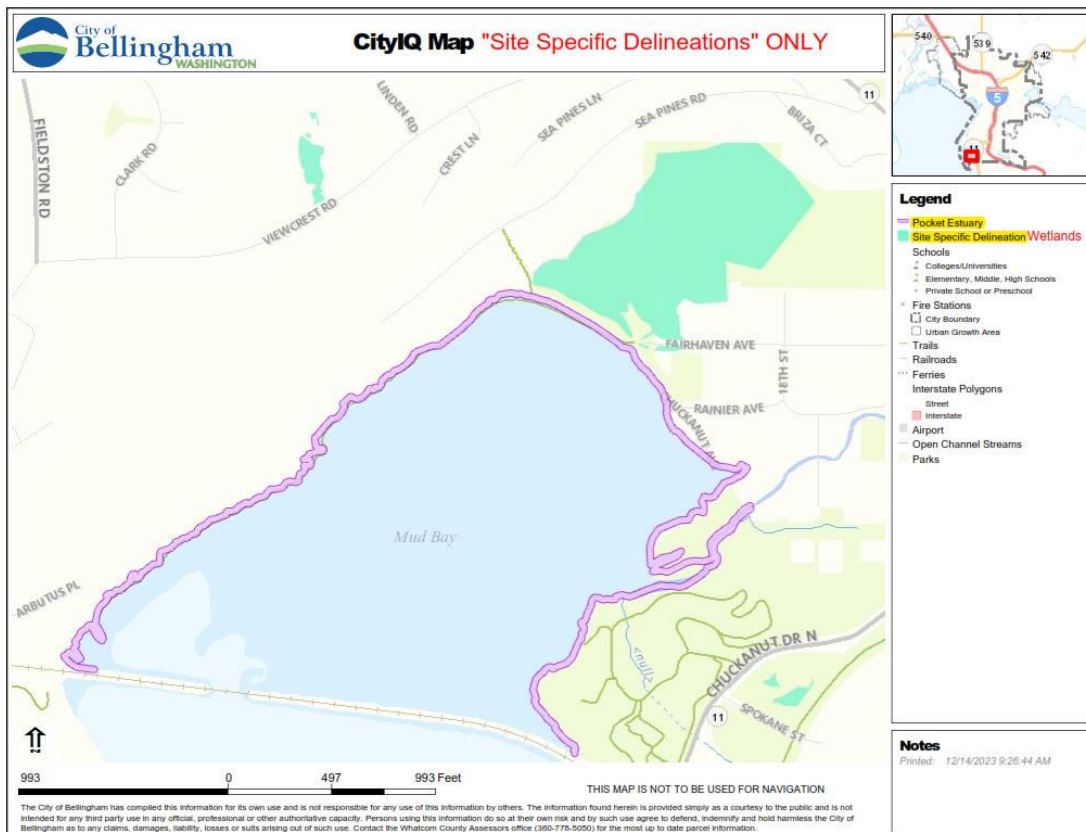 City of
Bellingham
WASHINGTON
CityIQ Map "Site Specific Delineations" ONLY
540
539
542
5
11
FIELDSTON RD
CLARK RD
LINDEN RD
CREST LN
SEA PINES LN
SEA PINES RD
BRIZA CT
11
VIEWCREST RD
FAIRHAVEN AVE
18TH ST
RAINIER AVE
HUCKANUT AV
Mud Bay
ARBUTUS PL
<null>
CHUCKANUT DR N
11
SPOKANE ST
N
Legend
Pocket Estuary
Site Specific Delineation Wetlands
Schools
Colleges/Universities
Elementary, Middle, High Schools
Private School or Preschool
Fire Stations
City Boundary
Urban Growth Area
Trails
Railroads
Ferries
Interstate Polygons
Street
Interstate
Airport
Open Channel Streams
Parks
Notes
Printed: 12/14/2023 9:26:44 AM
993 0 497 993 Feet
THIS MAP IS NOT TO BE USED FOR NAVIGATION
The City of Bellingham has compiled this information for its own use and is not responsible for any use of this information by others. The information found herein is provided simply as a courtesy to the public and is not
intended for any third party use in any official, professional or other authoritative capacity. Persons using this information do so at their own risk and by such use agree to defend, indemnify and hold harmless the City of
Bellingham as to any claims, damages, liability, losses or suits arising out of such use. Contact the Whatcom County Assessors office (360-778-5050) for the most up to date parcel information.